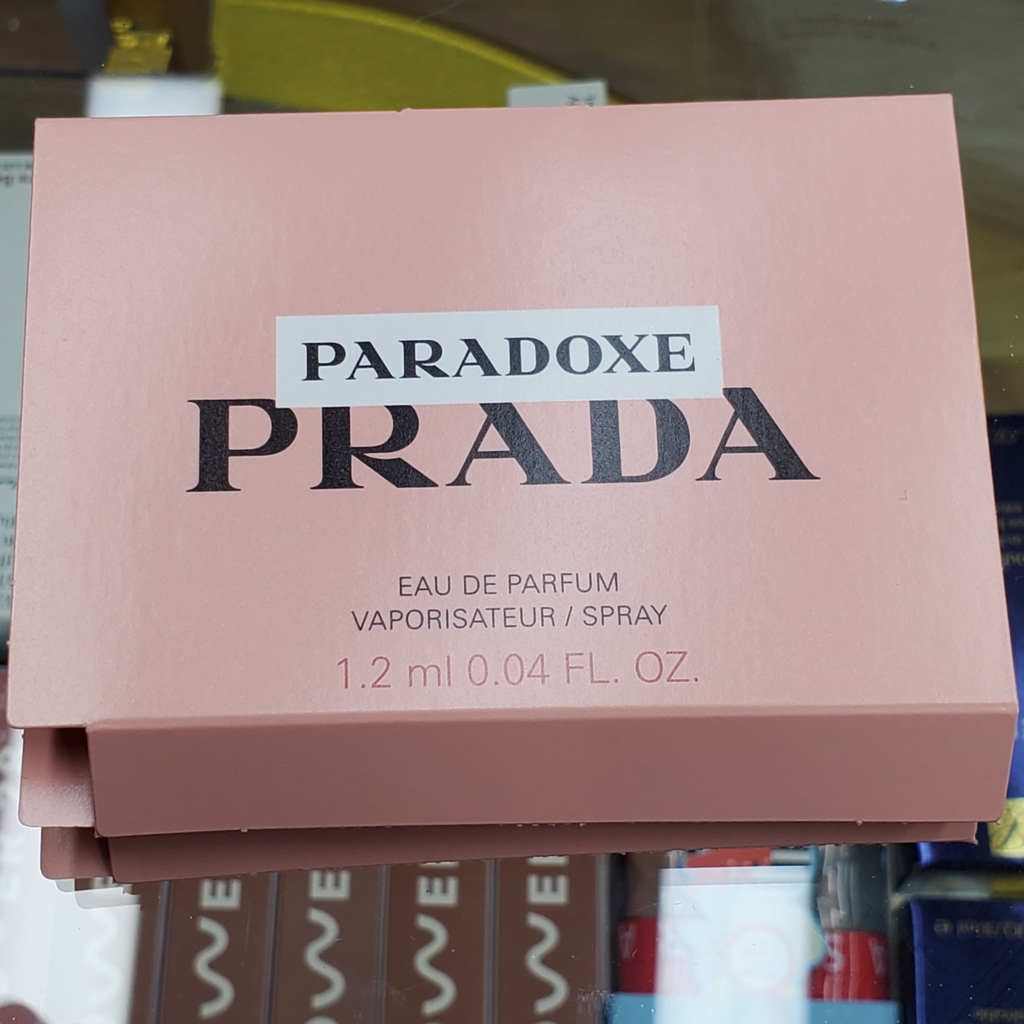 PARADOXE
PRADA
EAU DE PARFUM
VAPORISATEUR / SPRAY
1.2 ml 0.04 FL. OZ.